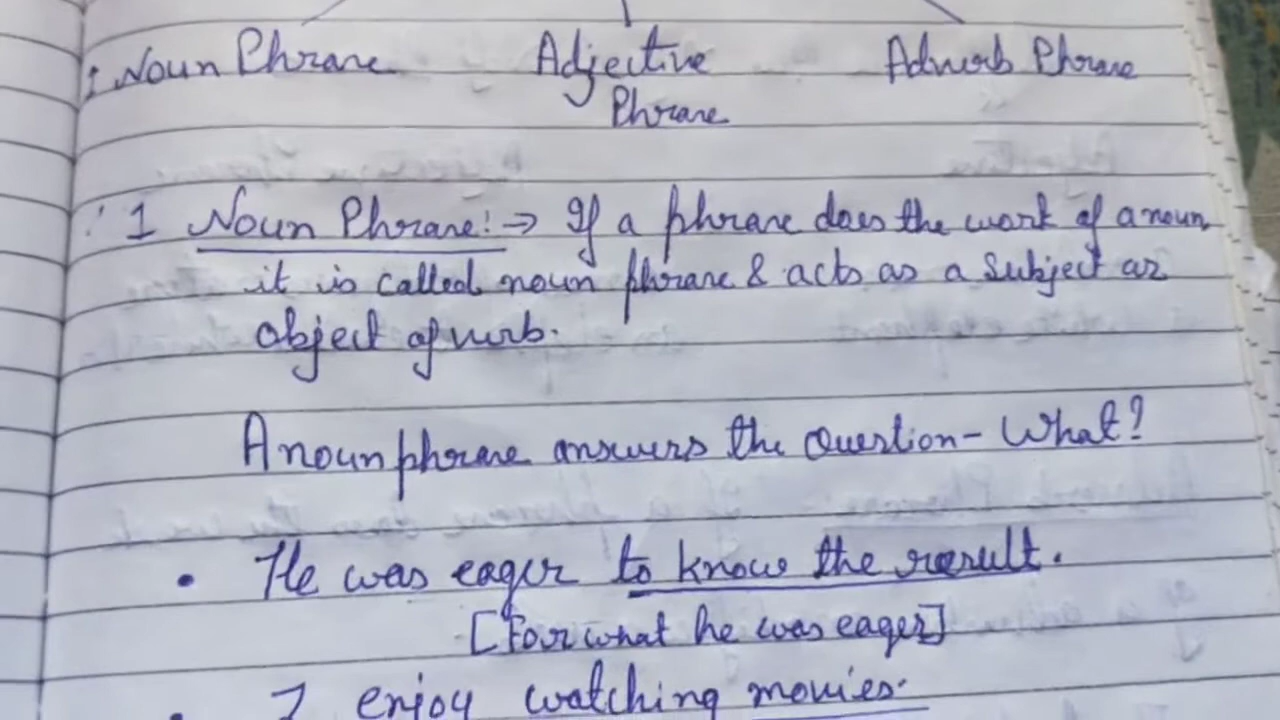 Noun Phrase
Adjective
Phrase
Adverb Phrase
1 Noun Phrase :→ If a phrase does the work of a noun,
it is called noun phrase & acts as a subject or
object of verb.
A noun phrase answers the Question - What?
• He was eager to know the result.
[For what he was eager]
• I enjoy watching movies.